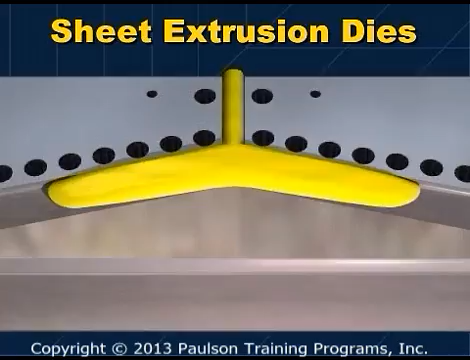 Sheet Extrusion Dies
Copyright © 2013 Paulson Training Programs, Inc.